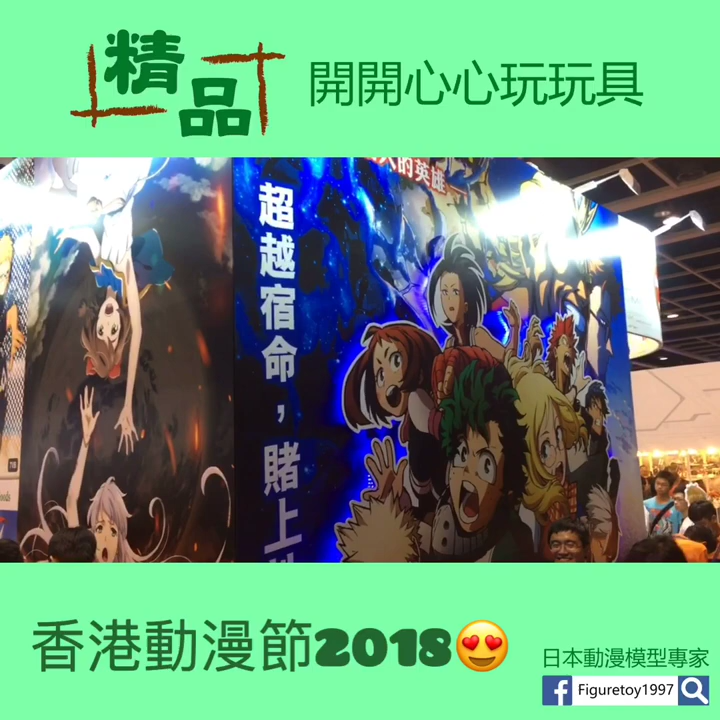 精品
開開心心玩玩具
人的英雄
超越宿命，賭上
香港動漫節2018😍
日本動漫模型專家
Figuretoy1997